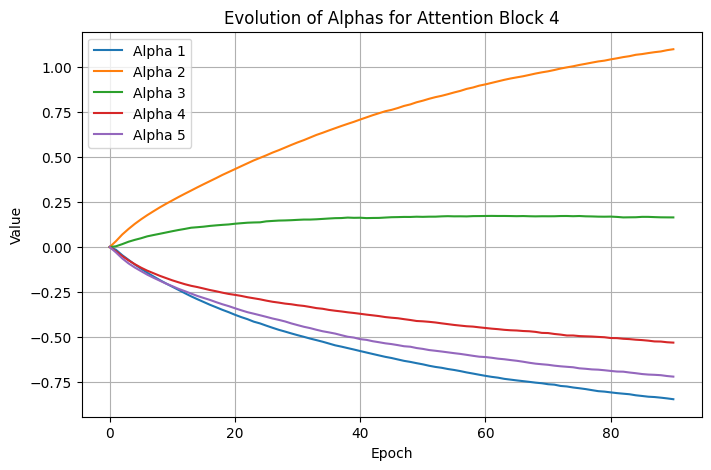 Evolution of Alphas for Attention Block 4
Alpha 1
Alpha 2
Alpha 3
Alpha 4
Alpha 5
1.00
0.75
0.50
0.25
0.00
−0.25
−0.50
−0.75
Value
0 20 40 60 80
Epoch